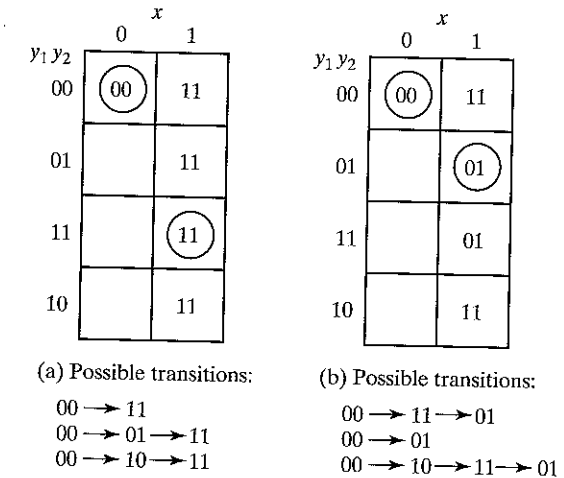 x
0 1
y₁ y₂
00 00 11
01 11
11 11
10 11
(a) Possible transitions:
00 → 11
00 → 01 → 11
00 → 10 → 11
x
0 1
y₁ y₂
00 00 11
01 01
11 01
10 11
(b) Possible transitions:
00 → 11 → 01
00 → 01
00 → 10 → 11 → 01